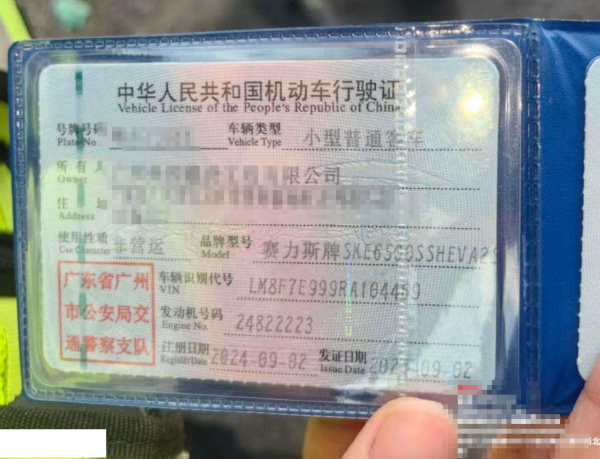 中华人民共和国机动车行驶证
Vehicle License of the People's Republic of China
号牌号码 车辆类型 小型普通客车
Plate No. Vehicle Type
所有人 有限公司
Owner
住址
Address
使用性质 非营运 品牌型号 赛力斯牌
Use Character Model
广东省广州
市公安局交
通警察支队
车辆识别代号
VIN
发动机号码 24822223
Engine No.
注册日期 2024-09-02 发证日期 09-02
Register Date Issue Date